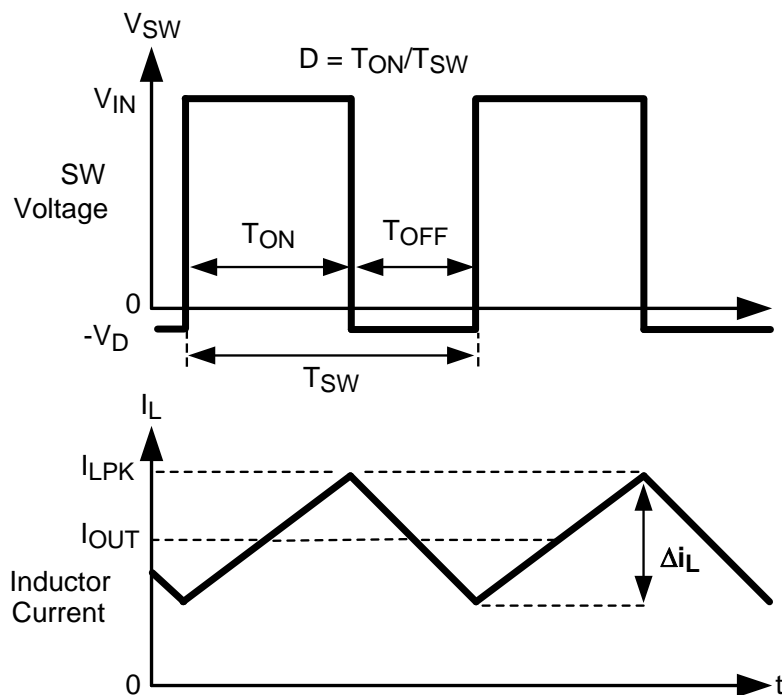 VSW
D = TON/TSW
VIN
SW
Voltage
TON
TOFF
0
-VD
TSW
IL
ILPK
IOUT
ΔiL
Inductor
Current
0
t